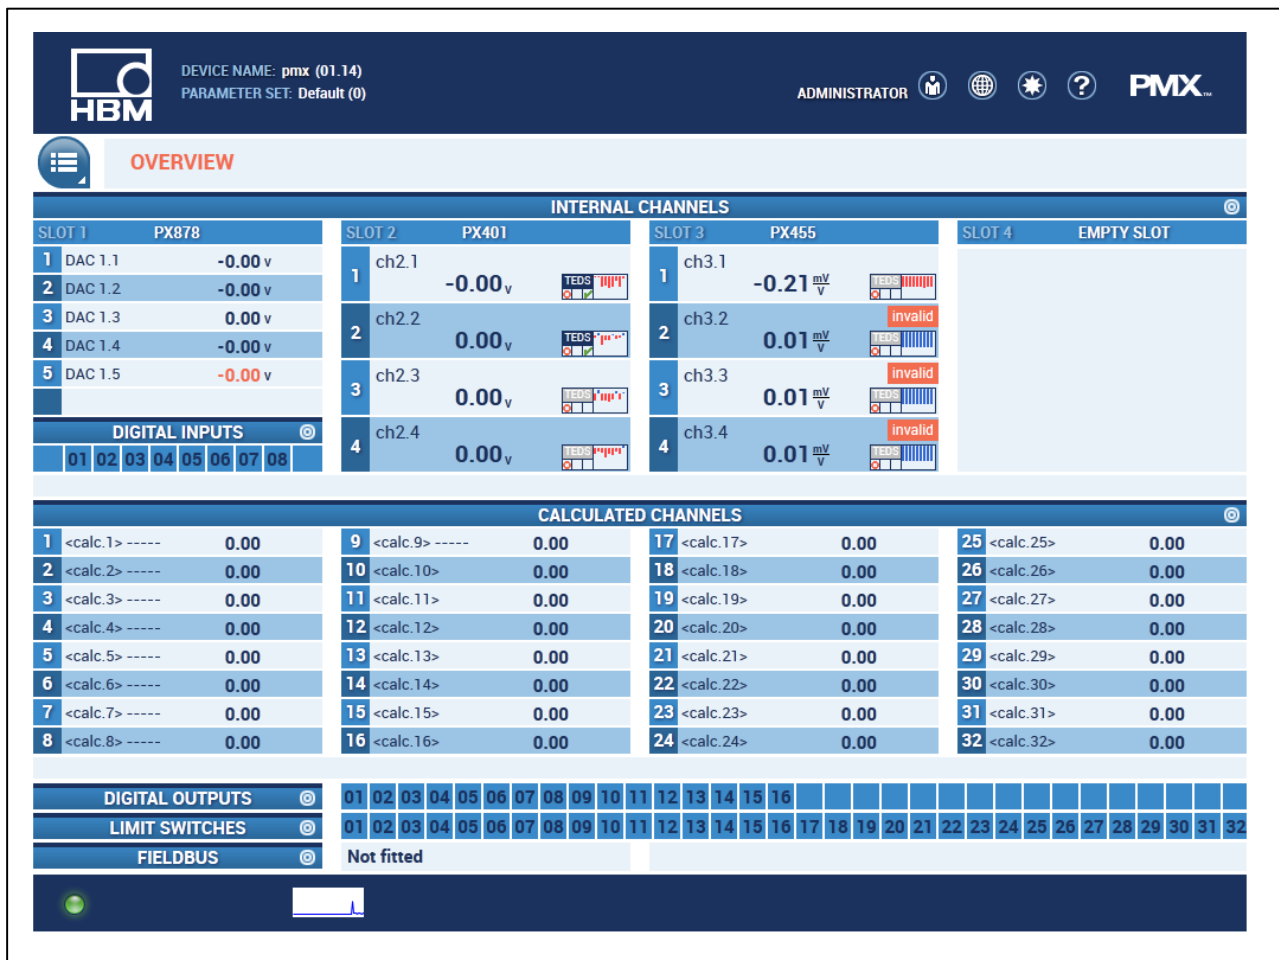 HBM
DEVICE NAME: pmx (01.14)
PARAMETER SET: Default (0)
ADMINISTRATOR
PMX™
OVERVIEW
INTERNAL CHANNELS
SLOT 1 PX878
1 DAC 1.1 -0.00 V
2 DAC 1.2 -0.00 V
3 DAC 1.3 0.00 V
4 DAC 1.4 -0.00 V
5 DAC 1.5 -0.00 V
DIGITAL INPUTS
01 02 03 04 05 06 07 08
SLOT 2 PX401
1 ch2.1
-0.00 V TEDS
2 ch2.2
0.00 V TEDS
3 ch2.3
0.00 V TEDS
4 ch2.4
0.00 V TEDS
SLOT 3 PX455
1 ch3.1
-0.21 mV/V TEDS
2 ch3.2 invalid
0.01 mV/V TEDS
3 ch3.3 invalid
0.01 mV/V TEDS
4 ch3.4 invalid
0.01 mV/V TEDS
SLOT 4 EMPTY SLOT
CALCULATED CHANNELS
1 <calc.1> ----- 0.00
2 <calc.2> ----- 0.00
3 <calc.3> ----- 0.00
4 <calc.4> ----- 0.00
5 <calc.5> ----- 0.00
6 <calc.6> ----- 0.00
7 <calc.7> ----- 0.00
8 <calc.8> ----- 0.00
9 <calc.9> ----- 0.00
10 <calc.10> 0.00
11 <calc.11> 0.00
12 <calc.12> 0.00
13 <calc.13> 0.00
14 <calc.14> 0.00
15 <calc.15> 0.00
16 <calc.16> 0.00
17 <calc.17> 0.00
18 <calc.18> 0.00
19 <calc.19> 0.00
20 <calc.20> 0.00
21 <calc.21> 0.00
22 <calc.22> 0.00
23 <calc.23> 0.00
24 <calc.24> 0.00
25 <calc.25> 0.00
26 <calc.26> 0.00
27 <calc.27> 0.00
28 <calc.28> 0.00
29 <calc.29> 0.00
30 <calc.30> 0.00
31 <calc.31> 0.00
32 <calc.32> 0.00
DIGITAL OUTPUTS 01 02 03 04 05 06 07 08 09 10 11 12 13 14 15 16
LIMIT SWITCHES 01 02 03 04 05 06 07 08 09 10 11 12 13 14 15 16 17 18 19 20 21 22 23 24 25 26 27 28 29 30 31 32
FIELDBUS Not fitted